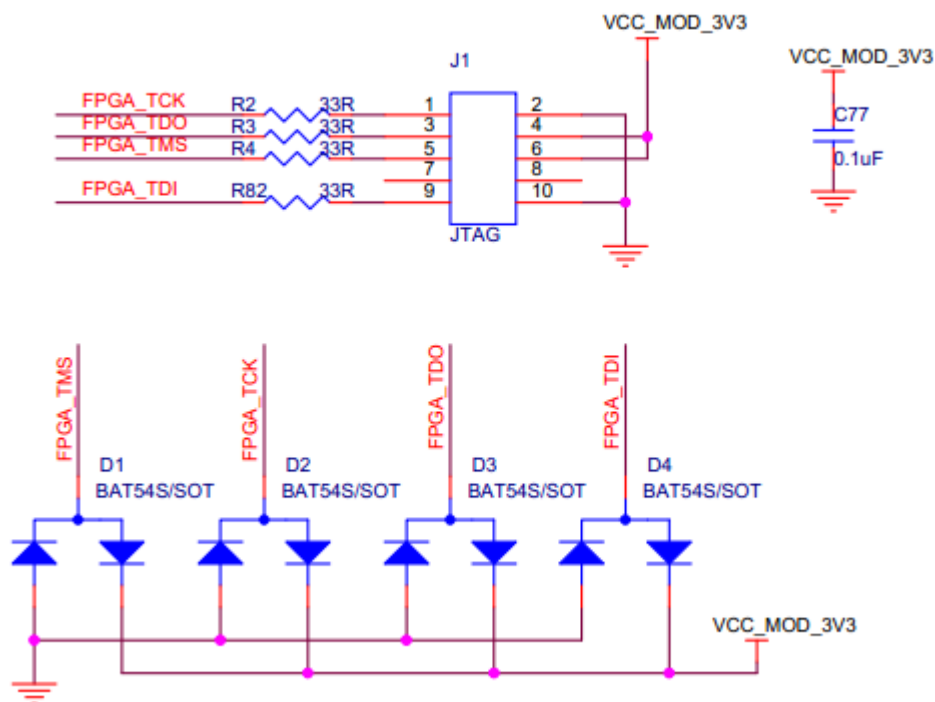 VCC_MOD_3V3
VCC_MOD_3V3
J1
FPGA_TCK R2 33R 1 2
C77
FPGA_TDO R3 33R 3 4
FPGA_TMS R4 33R 5 6
0.1uF
7 8
FPGA_TDI R82 33R 9 10
JTAG
FPGA_TMS
FPGA_TCK
FPGA_TDO
FPGA_TDI
D1
BAT54S/SOT
D2
BAT54S/SOT
D3
BAT54S/SOT
D4
BAT54S/SOT
VCC_MOD_3V3